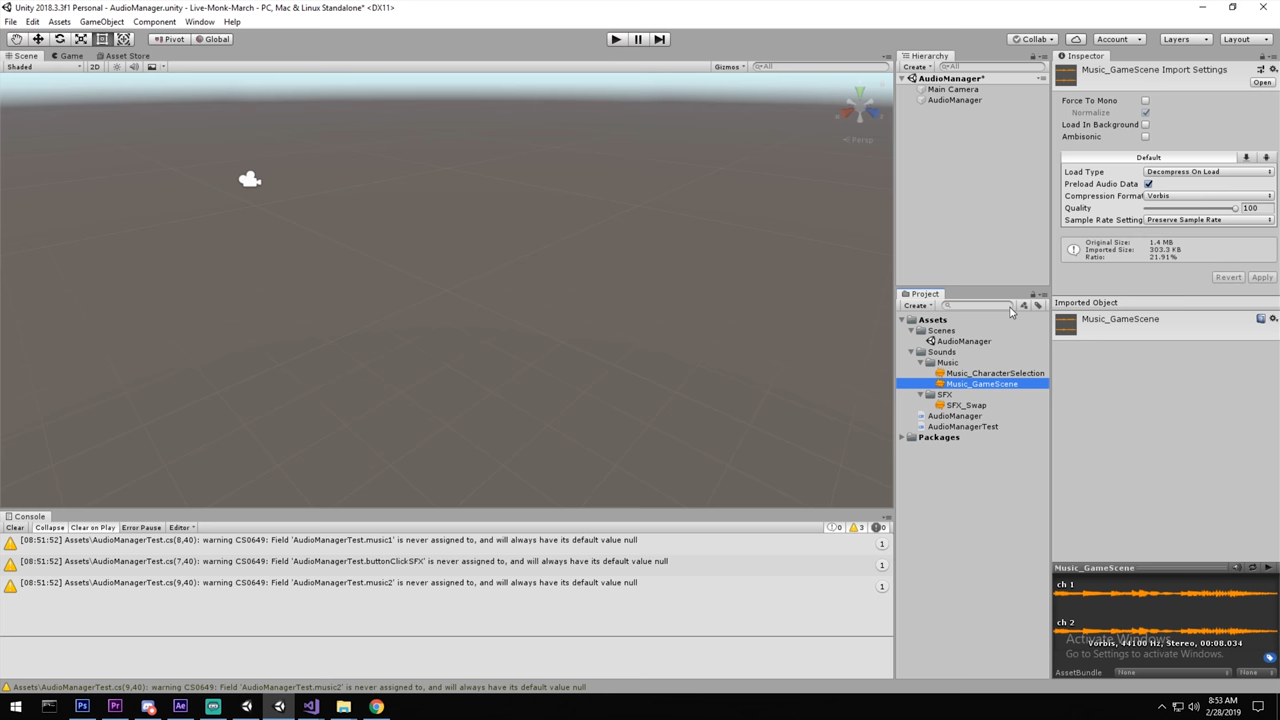 Unity 2018.3.3f1 Personal - AudioManager.unity - Live-Monk-March - PC, Mac & Linux Standalone* <DX11>
File Edit Assets GameObject Component Window Help
Pivot Global
Collab Account Layers Layout
Scene Game Asset Store
Shaded 2D Gizmos All
Persp
Hierarchy
Create All
AudioManager*
Main Camera
AudioManager
Project
Create
Assets
Scenes
AudioManager
Sounds
Music
Music_CharacterSelection
Music_GameScene
SFX
SFX_Swap
AudioManager
AudioManagerTest
Packages
Inspector
Music_GameScene Import Settings
Open
Force To Mono
Normalize
Load In Background
Ambisonic
Default
Load Type Decompress On Load
Preload Audio Data
Compression Format Vorbis
Quality 100
Sample Rate Setting Preserve Sample Rate
Original Size: 1.4 MB
Imported Size: 303.3 KB
Ratio: 21.91%
Revert Apply
Imported Object
Music_GameScene
Music_GameScene
ch 1
ch 2
Vorbis, 44100 Hz, Stereo, 00:08.034
Activate Windows
Go to Settings to activate Windows.
AssetBundle None None
Console
Clear Collapse Clear on Play Error Pause Editor 0 3 0
[08:51:52] Assets\AudioManagerTest.cs(8,40): warning CS0649: Field 'AudioManagerTest.music1' is never assigned to, and will always have its default value null 1
[08:51:52] Assets\AudioManagerTest.cs(7,40): warning CS0649: Field 'AudioManagerTest.buttonClickSFX' is never assigned to, and will always have its default value null 1
[08:51:52] Assets\AudioManagerTest.cs(9,40): warning CS0649: Field 'AudioManagerTest.music2' is never assigned to, and will always have its default value null 1
Assets\AudioManagerTest.cs(9,40): warning CS0649: Field 'AudioManagerTest.music2' is never assigned to, and will always have its default value null
Ps Pr Ae
8:53 AM
2/28/2019